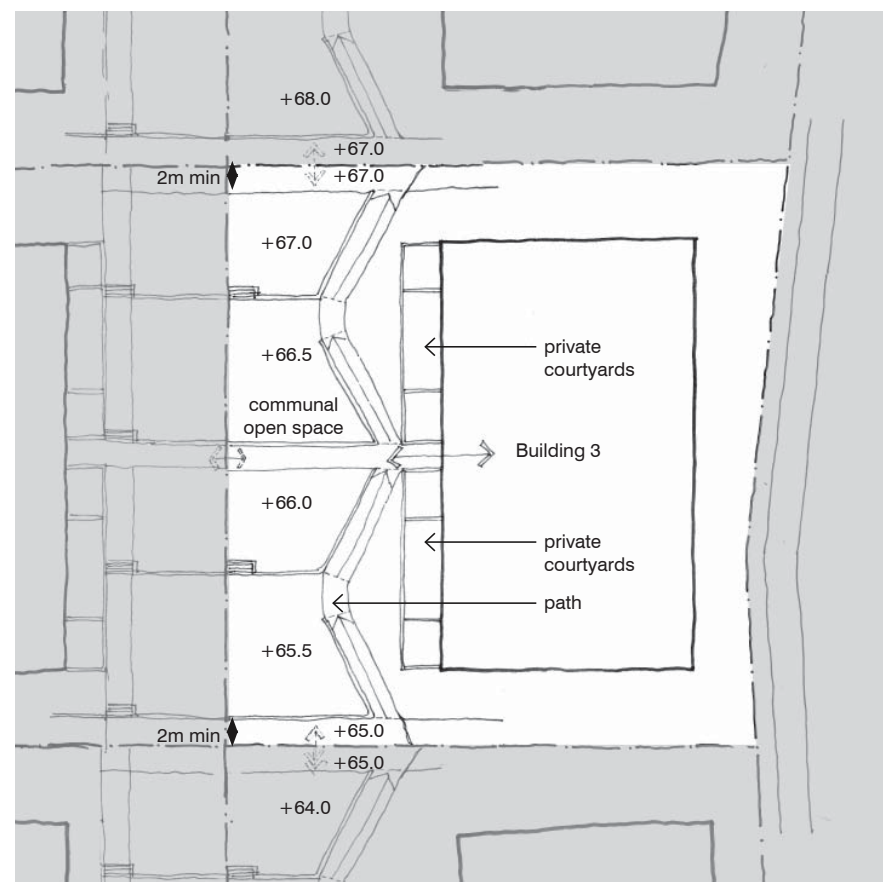 +68.0
+67.0
2m min
+67.0
+67.0
+66.5
private
courtyards
communal
open space
Building 3
+66.0
private
courtyards
path
+65.5
2m min
+65.0
+65.0
+64.0